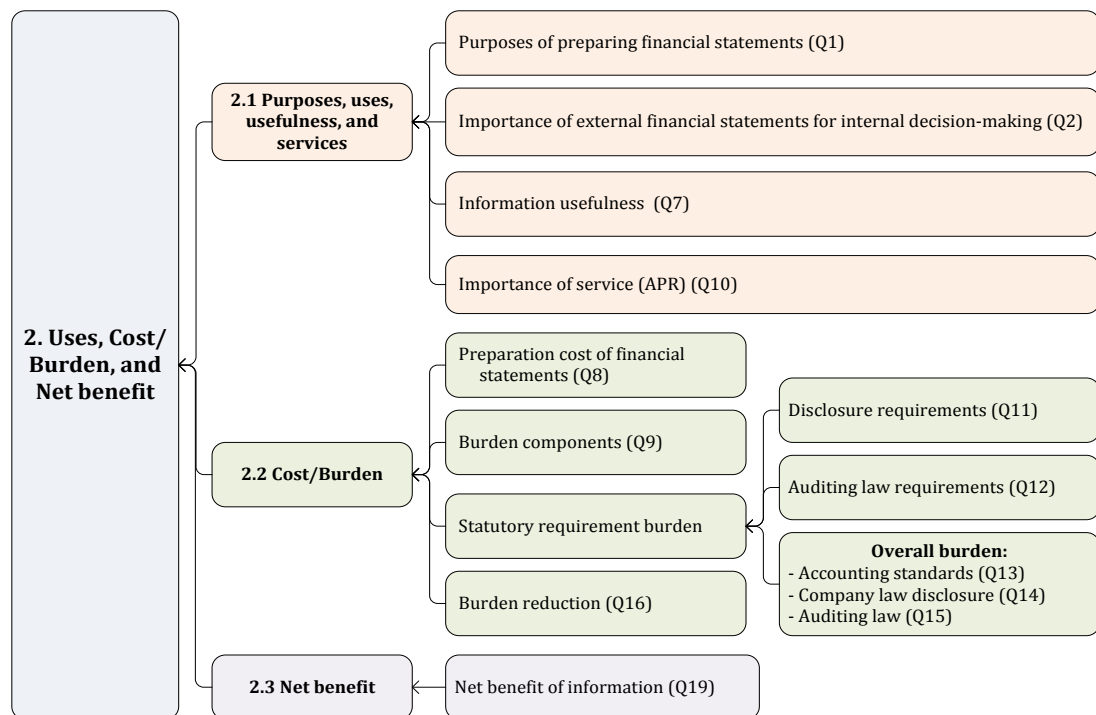 2. Uses, Cost/
Burden, and
Net benefit
2.1 Purposes, uses,
usefulness, and
services
Purposes of preparing financial statements (Q1)
Importance of external financial statements for internal decision-making (Q2)
Information usefulness (Q7)
Importance of service (APR) (Q10)
2.2 Cost/Burden
Preparation cost of financial
statements (Q8)
Burden components (Q9)
Statutory requirement burden
Burden reduction (Q16)
Disclosure requirements (Q11)
Auditing law requirements (Q12)
Overall burden:
- Accounting standards (Q13)
- Company law disclosure (Q14)
- Auditing law (Q15)
2.3 Net benefit
Net benefit of information (Q19)